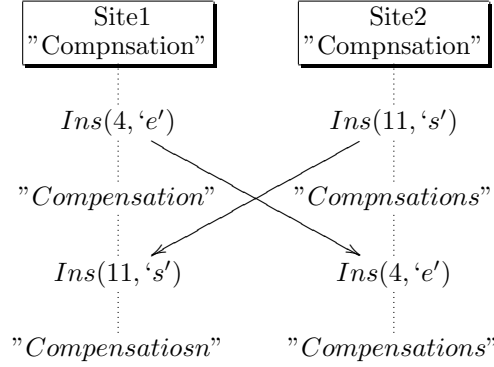 Site1
"Compnsation"
Site2
"Compnsation"
Ins(4, ‘e′)
Ins(11, ‘s′)
"Compensation"
"Compnsations"
Ins(11, ‘s′)
Ins(4, ‘e′)
"Compensatiosn"
"Compensations"